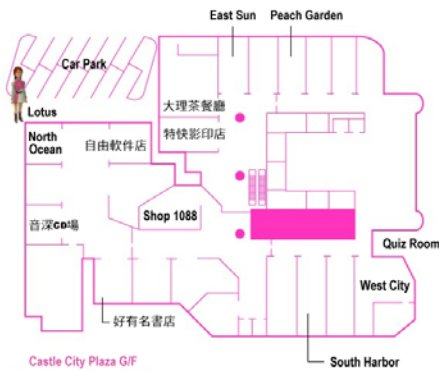 East Sun
Peach Garden
Car Park
大理茶餐廳
Lotus
特快影印店
North
Ocean
自由軟件店
Shop 1088
音深CD場
Quiz Room
West City
好有名書店
Castle City Plaza G/F
South Harbor